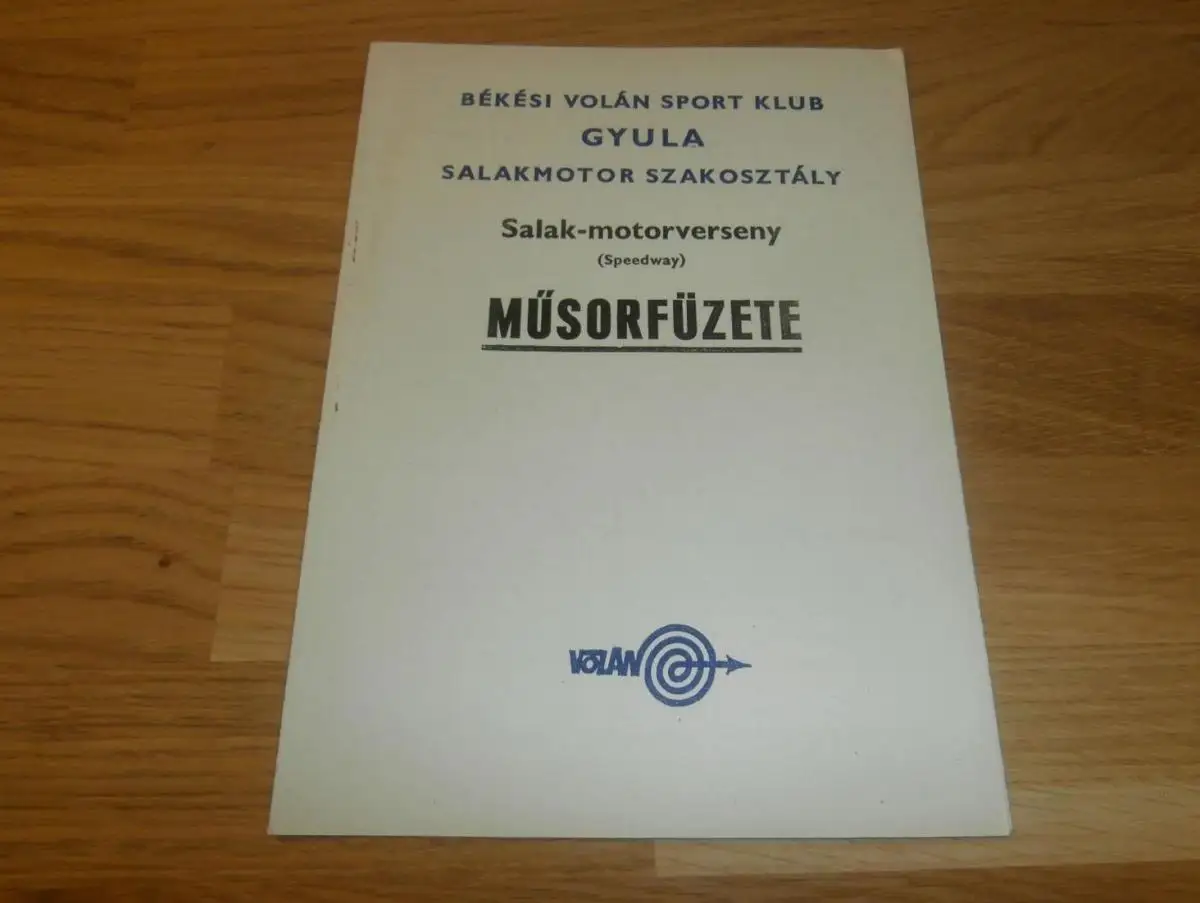 BÉKÉSI VOLÁN SPORT KLUB
GYULA
SALAKMOTOR SZAKOSZTÁLY
Salak-motorverseny
(Speedway)
MŰSORFÜZETE
VOLÁN